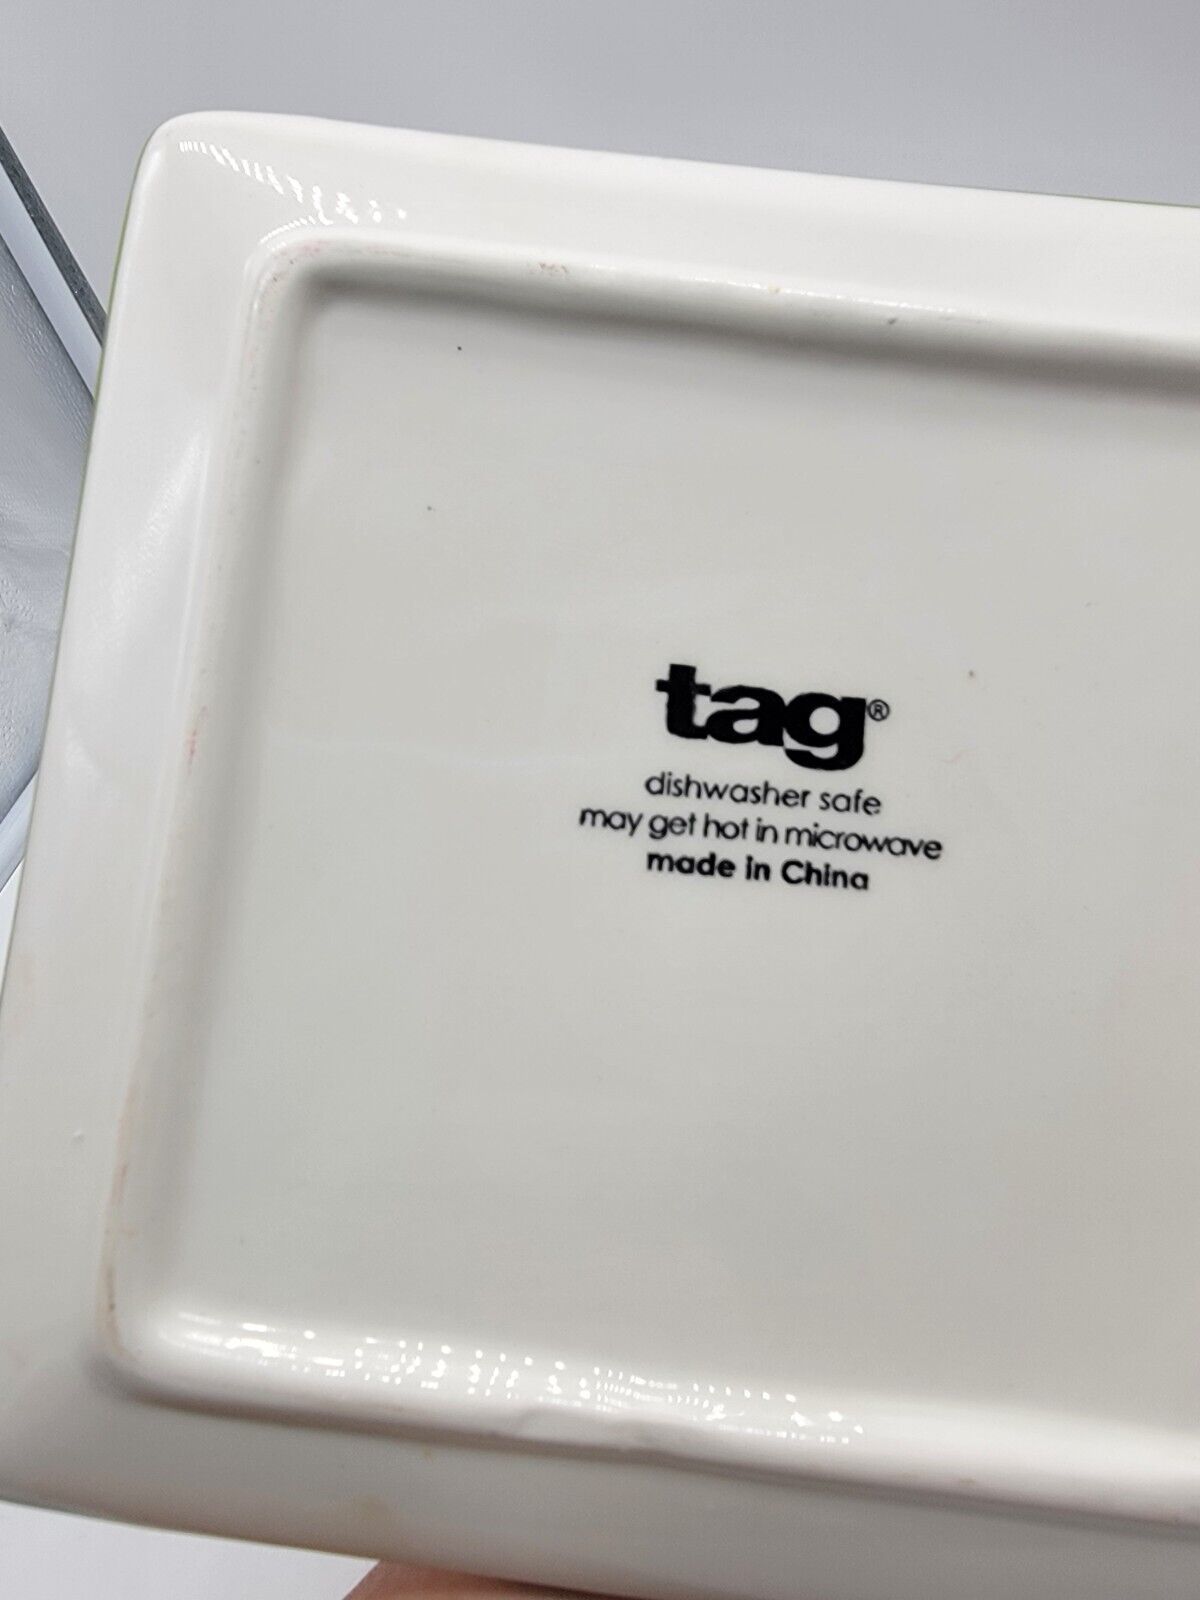 tag®
dishwasher safe
may get hot in microwave
made in China